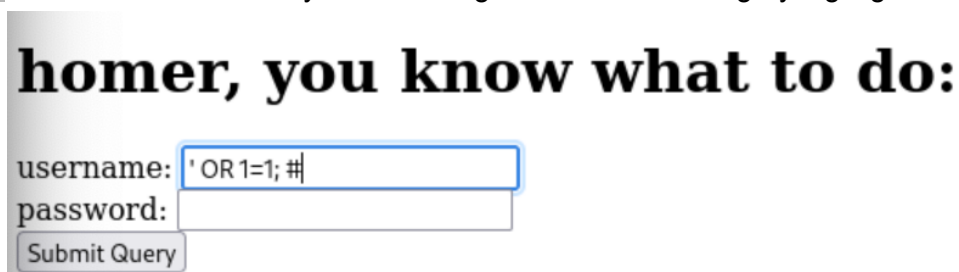 homer, you know what to do:
username: ' OR 1=1; #
password:
Submit Query